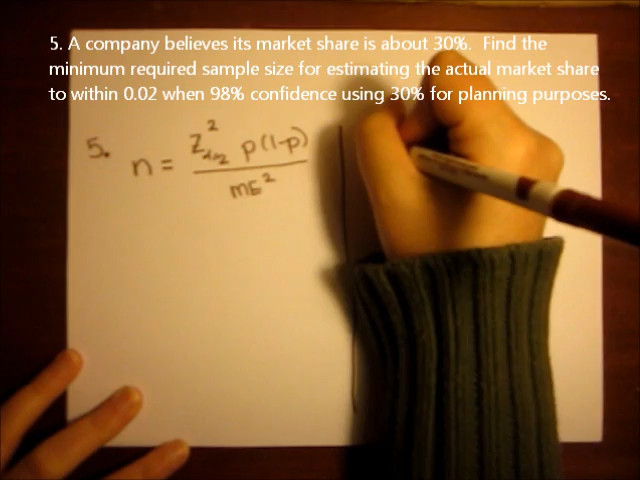 5. A company believes its market share is about 30%. Find the
minimum required sample size for estimating the actual market share
to within 0.02 when 98% confidence using 30% for planning purposes.
5. n = Z²α/2 p(1-p)
mE²